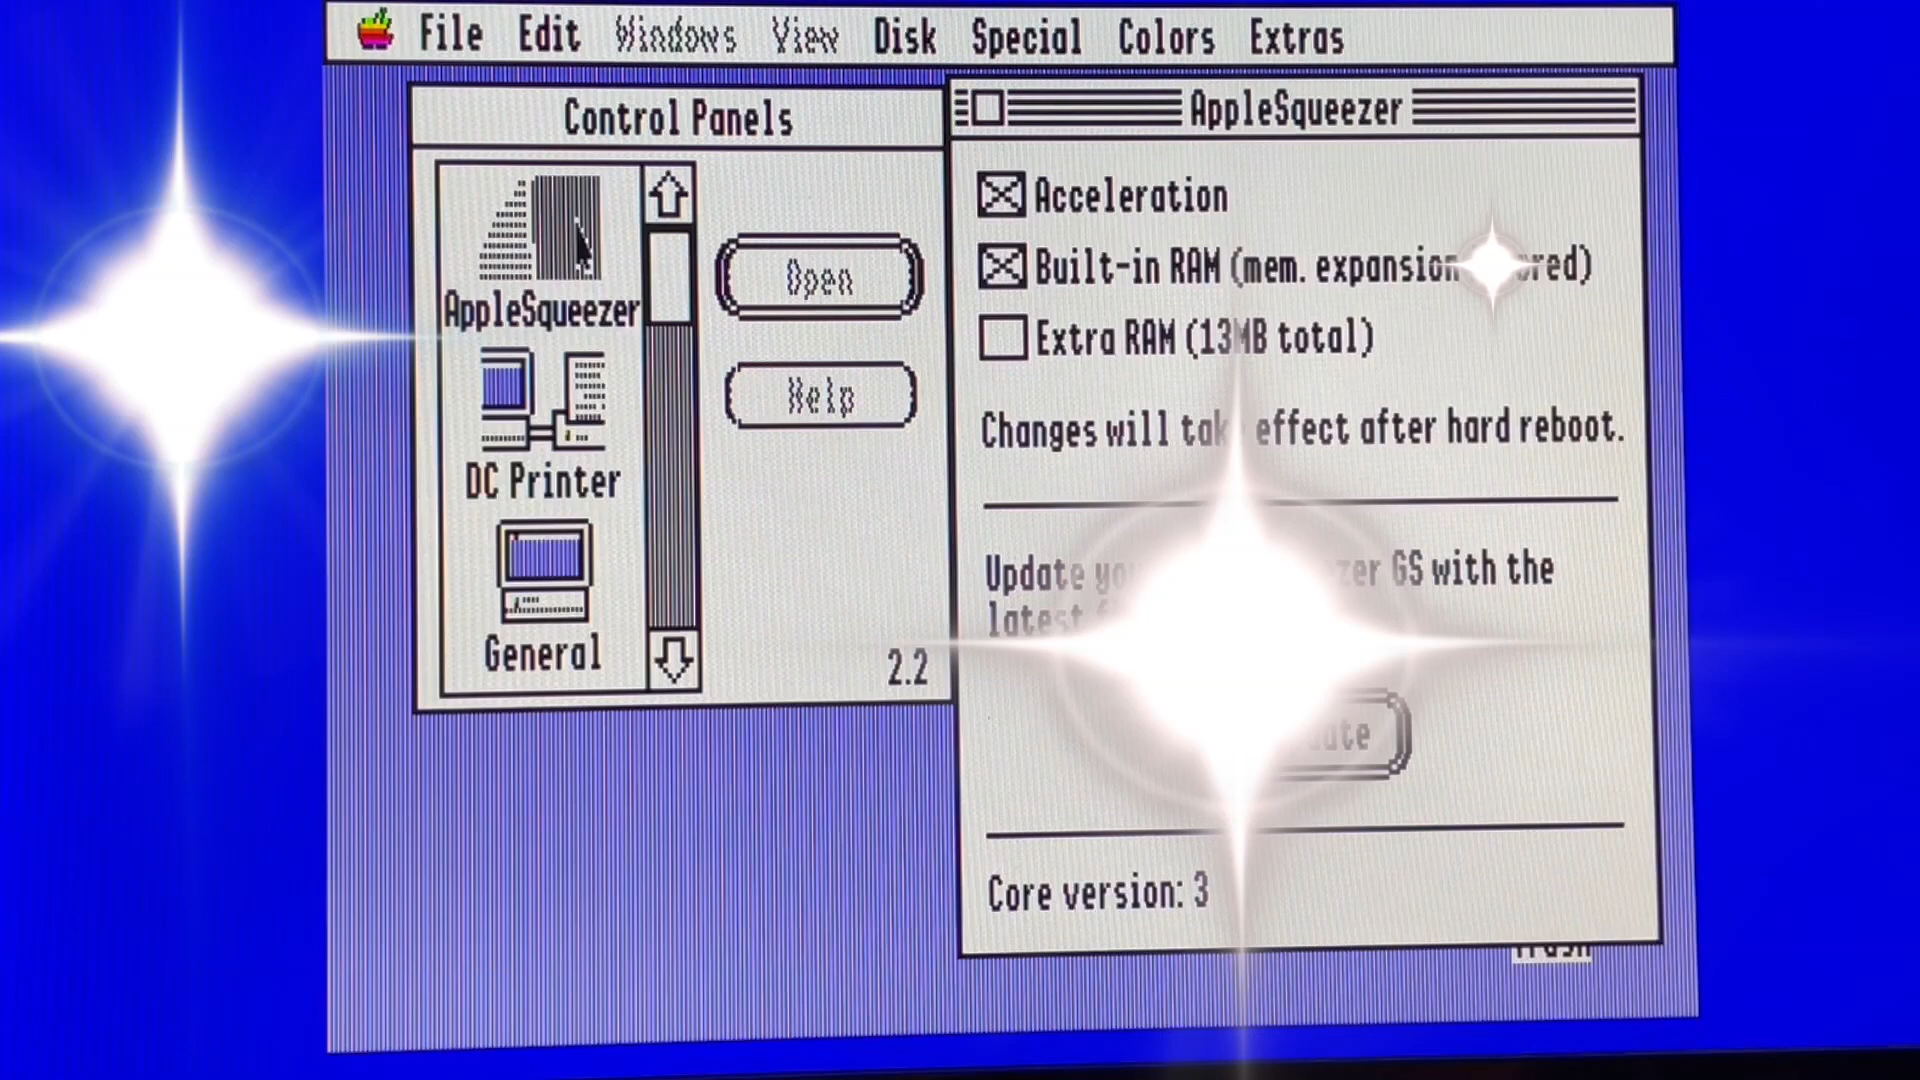 File Edit Windows View Disk Special Colors Extras
Control Panels
AppleSqueezer
DC Printer
General
Open
Help
2.2
AppleSqueezer
Acceleration
Built-in RAM (mem. expansion
Extra RAM (13MB total)
Changes will effect after hard reboot.
Update GS with the
latest
Core version: 3